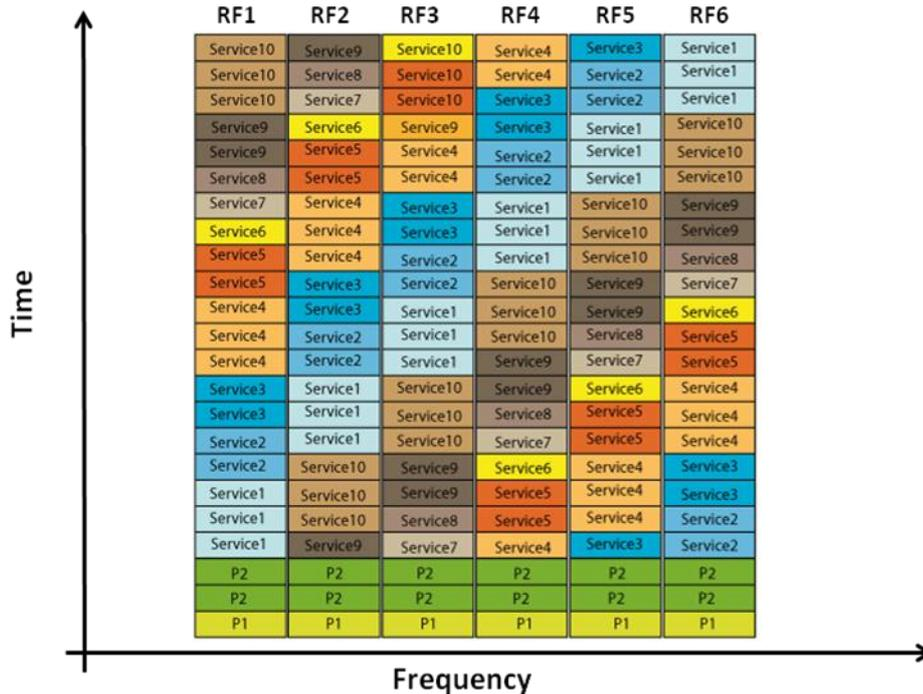 RF1 RF2 RF3 RF4 RF5 RF6
Service10 Service9 Service10 Service4 Service3 Service1
Service10 Service8 Service10 Service4 Service2 Service1
Service10 Service7 Service10 Service3 Service2 Service1
Service9 Service6 Service9 Service3 Service1 Service10
Service9 Service5 Service4 Service2 Service1 Service10
Service8 Service5 Service4 Service2 Service1 Service10
Service7 Service4 Service3 Service1 Service10 Service9
Service6 Service4 Service3 Service1 Service10 Service9
Service5 Service4 Service2 Service1 Service10 Service8
Service5 Service3 Service2 Service10 Service9 Service7
Service4 Service3 Service1 Service10 Service9 Service6
Service4 Service2 Service1 Service10 Service8 Service5
Service4 Service2 Service1 Service9 Service7 Service5
Service3 Service1 Service10 Service9 Service6 Service4
Service3 Service1 Service10 Service8 Service5 Service4
Service2 Service1 Service10 Service7 Service5 Service4
Service2 Service10 Service9 Service6 Service4 Service3
Service1 Service10 Service9 Service5 Service4 Service3
Service1 Service10 Service8 Service5 Service4 Service2
Service1 Service9 Service7 Service4 Service3 Service2
P2 P2 P2 P2 P2 P2
P2 P2 P2 P2 P2 P2
P1 P1 P1 P1 P1 P1
Time
Frequency